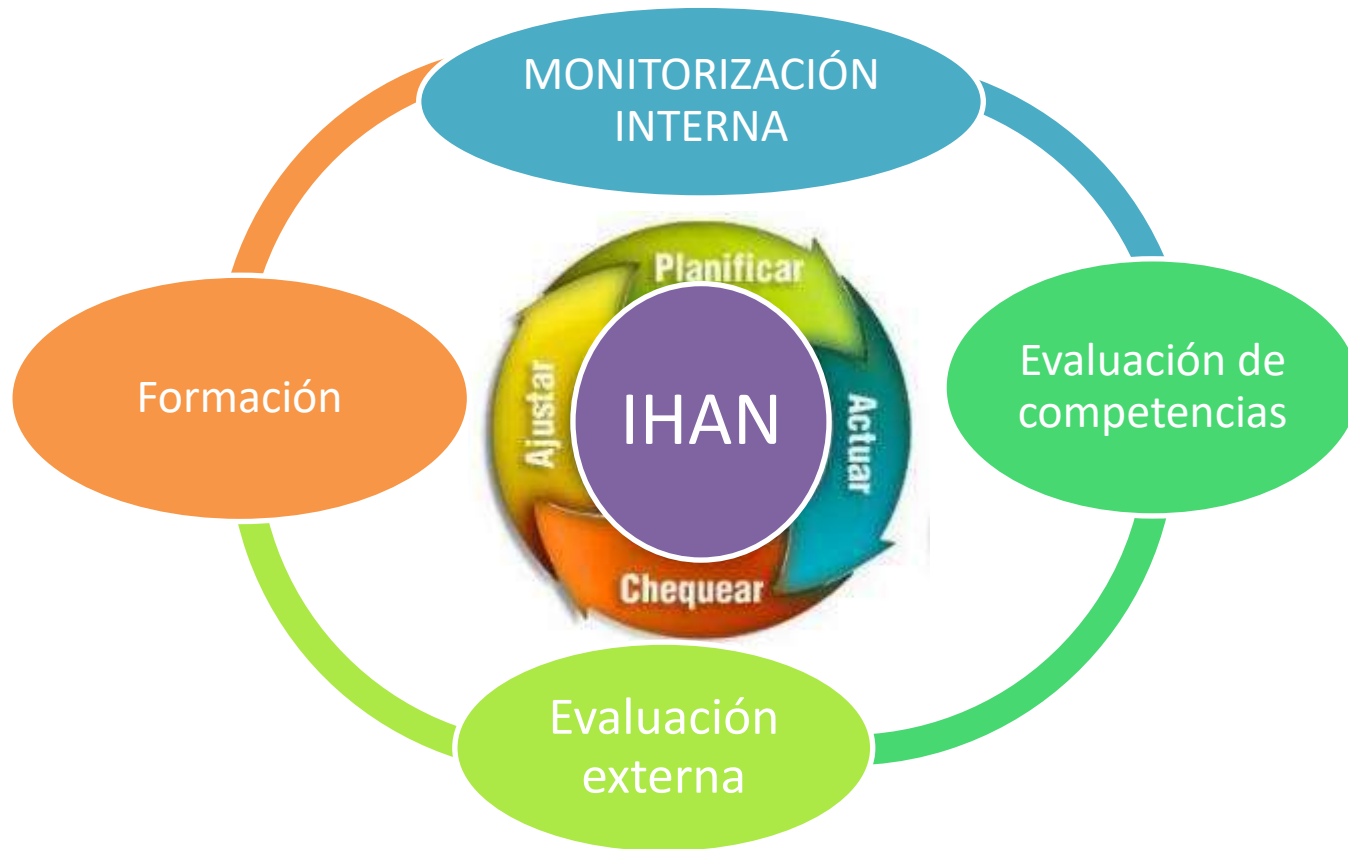 MONITORIZACIÓN
INTERNA
Planificar
Formación
Ajustar
IHAN
Actuar
Evaluación de
competencias
Chequear
Evaluación
externa